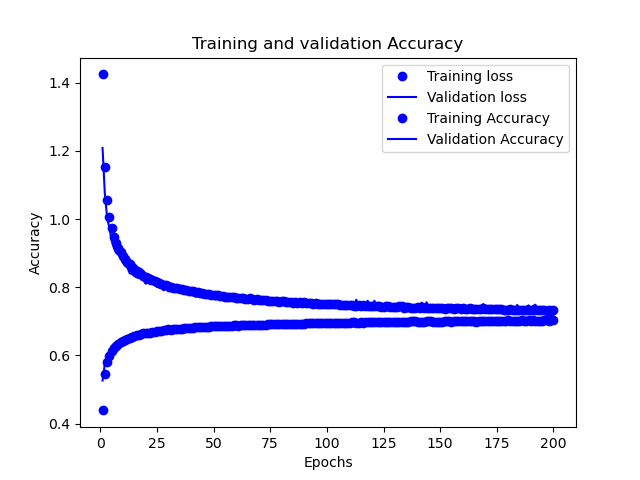 Training and validation Accuracy
1.4
1.2
1.0
0.8
0.6
0.4
Accuracy
Training loss
Validation loss
Training Accuracy
Validation Accuracy
0 25 50 75 100 125 150 175 200
Epochs